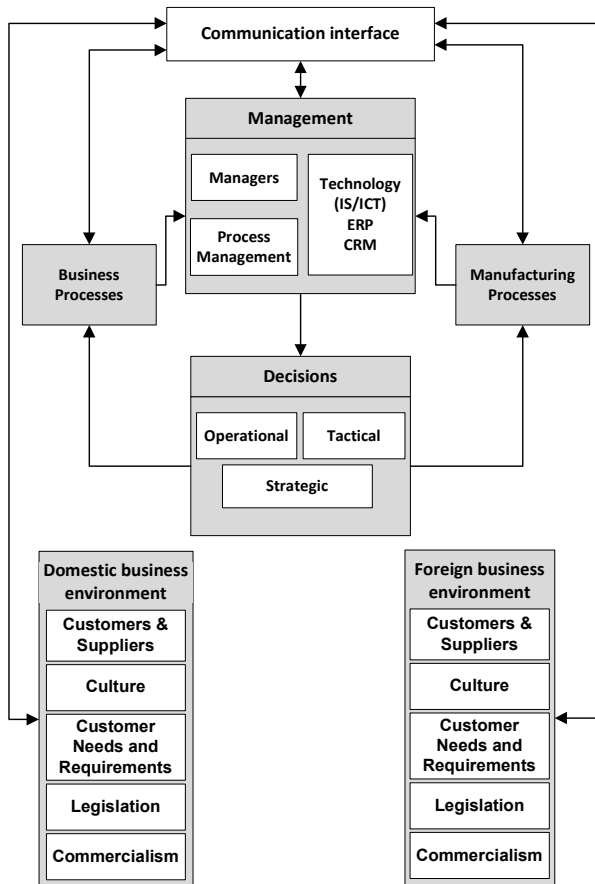 Communication interface
Management
Managers
Process
Management
Technology
(IS/ICT)
ERP
CRM
Business
Processes
Manufacturing
Processes
Decisions
Operational
Tactical
Strategic
Domestic business
environment
Customers &
Suppliers
Culture
Customer
Needs and
Requirements
Legislation
Commercialism
Foreign business
environment
Customers &
Suppliers
Culture
Customer
Needs and
Requirements
Legislation
Commercialism